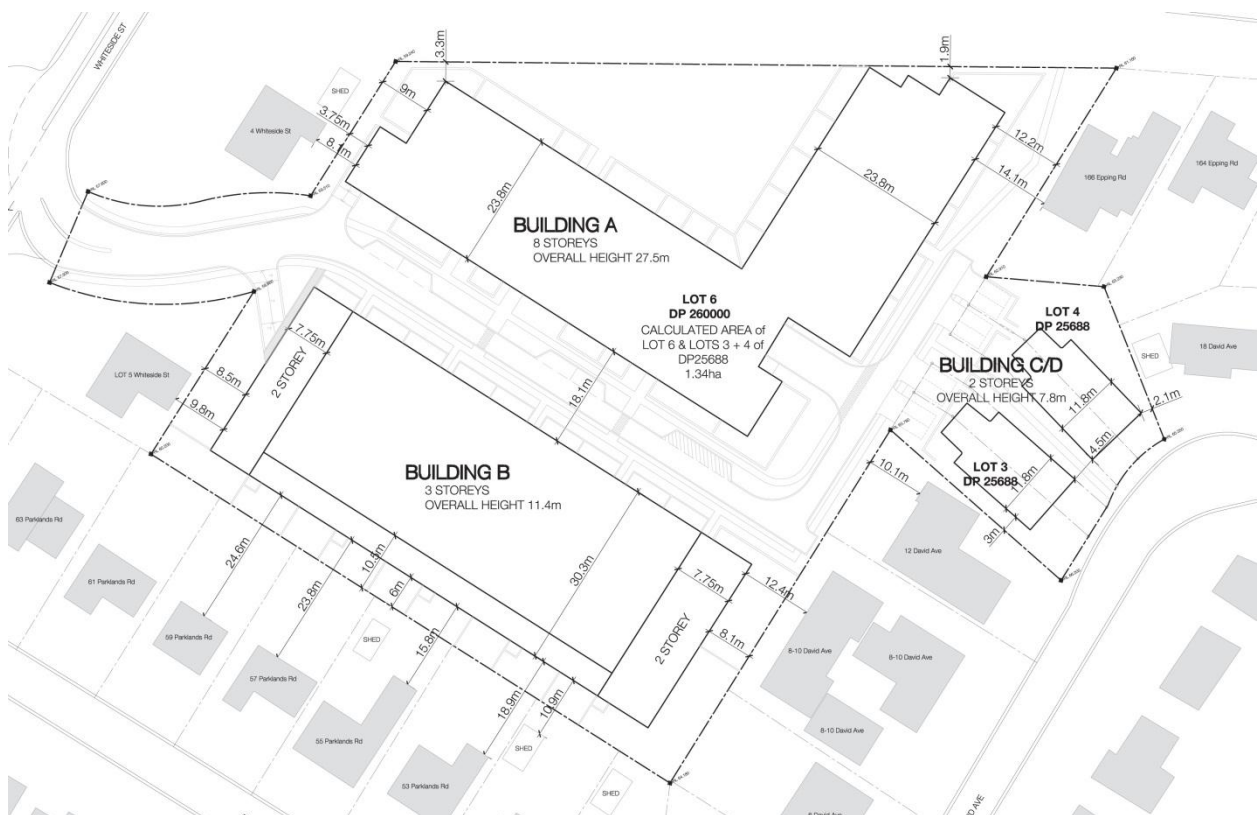 WHITESIDE ST
3.3m
1.9m
SHED
9m
3.75m
8.1m
4 Whiteside St
23.8m
BUILDING A
8 STOREYS
OVERALL HEIGHT 27.5m
23.8m
12.2m
14.1m
166 Epping Rd
164 Epping Rd
LOT 6
DP 260000
CALCULATED AREA of
LOT 6 & LOTS 3 + 4 of
DP25688
1.34ha
LOT 4
DP 25688
SHED
18 David Ave
BUILDING C/D
2 STOREYS
OVERALL HEIGHT 7.8m
11.8m
2.1m
4.5m
LOT 3
DP 25688
11.8m
3m
7.75m
2 STOREY
8.5m
9.8m
LOT 5 Whiteside St
18.1m
BUILDING B
3 STOREYS
OVERALL HEIGHT 11.4m
30.3m
10.1m
12 David Ave
7.75m
2 STOREY
12.4m
8.1m
8-10 David Ave
8-10 David Ave
8-10 David Ave
63 Parklands Rd
61 Parklands Rd
59 Parklands Rd
57 Parklands Rd
55 Parklands Rd
53 Parklands Rd
24.6m
23.8m
10.5m
6m
SHED
15.8m
18.9m
10.9m
SHED
SHED